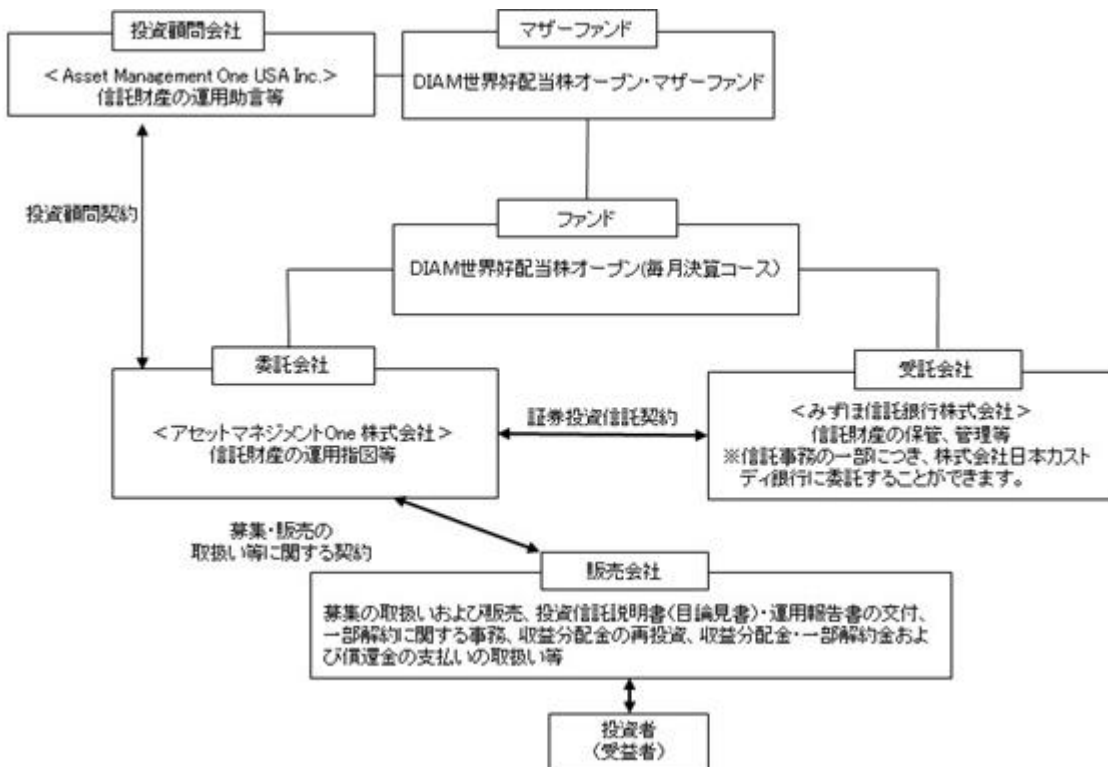 投資顧問会社
＜Asset Management One USA Inc.＞
信託財産の運用助言等
マザーファンド
DIAM世界好配当株オープン・マザーファンド
投資顧問契約
ファンド
DIAM世界好配当株オープン(毎月決算コース)
委託会社
＜アセットマネジメントOne 株式会社＞
信託財産の運用指図等
証券投資信託契約
受託会社
＜みずほ信託銀行株式会社＞
信託財産の保管、管理等
※信託事務の一部につき、株式会社日本カスト
ディ銀行に委託することができます。
募集・販売の
取扱い等に関する契約
販売会社
募集の取扱いおよび販売、投資信託説明書(目論見書)・運用報告書の交付、
一部解約に関する事務、収益分配金の再投資、収益分配金・一部解約金およ
び償還金の支払いの取扱い等
投資者
(受益者)